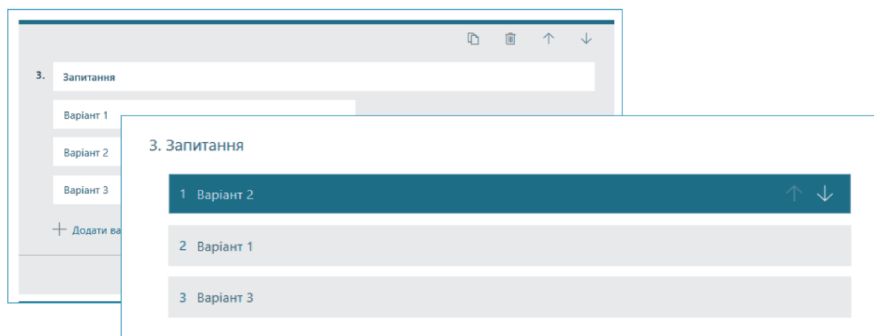 3. Запитання
Варіант 1
Варіант 2
Варіант 3
Додати
3. Запитання
1 Варіант 2
2 Варіант 1
3 Варіант 3